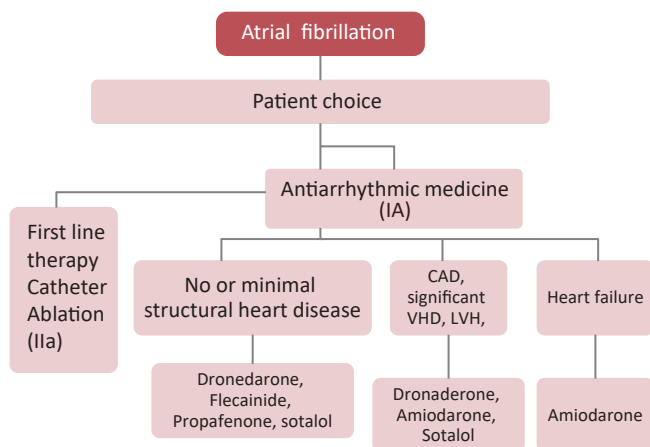 Atrial fibrillation
Patient choice
Antiarrhythmic medicine
(IA)
First line
therapy
Catheter
Ablation
(IIa)
No or minimal
structural heart disease
CAD,
significant
VHD, LVH,
Heart failure
Dronedarone,
Flecainide,
Propafenone, sotalol
Dronaderone,
Amiodarone,
Sotalol
Amiodarone